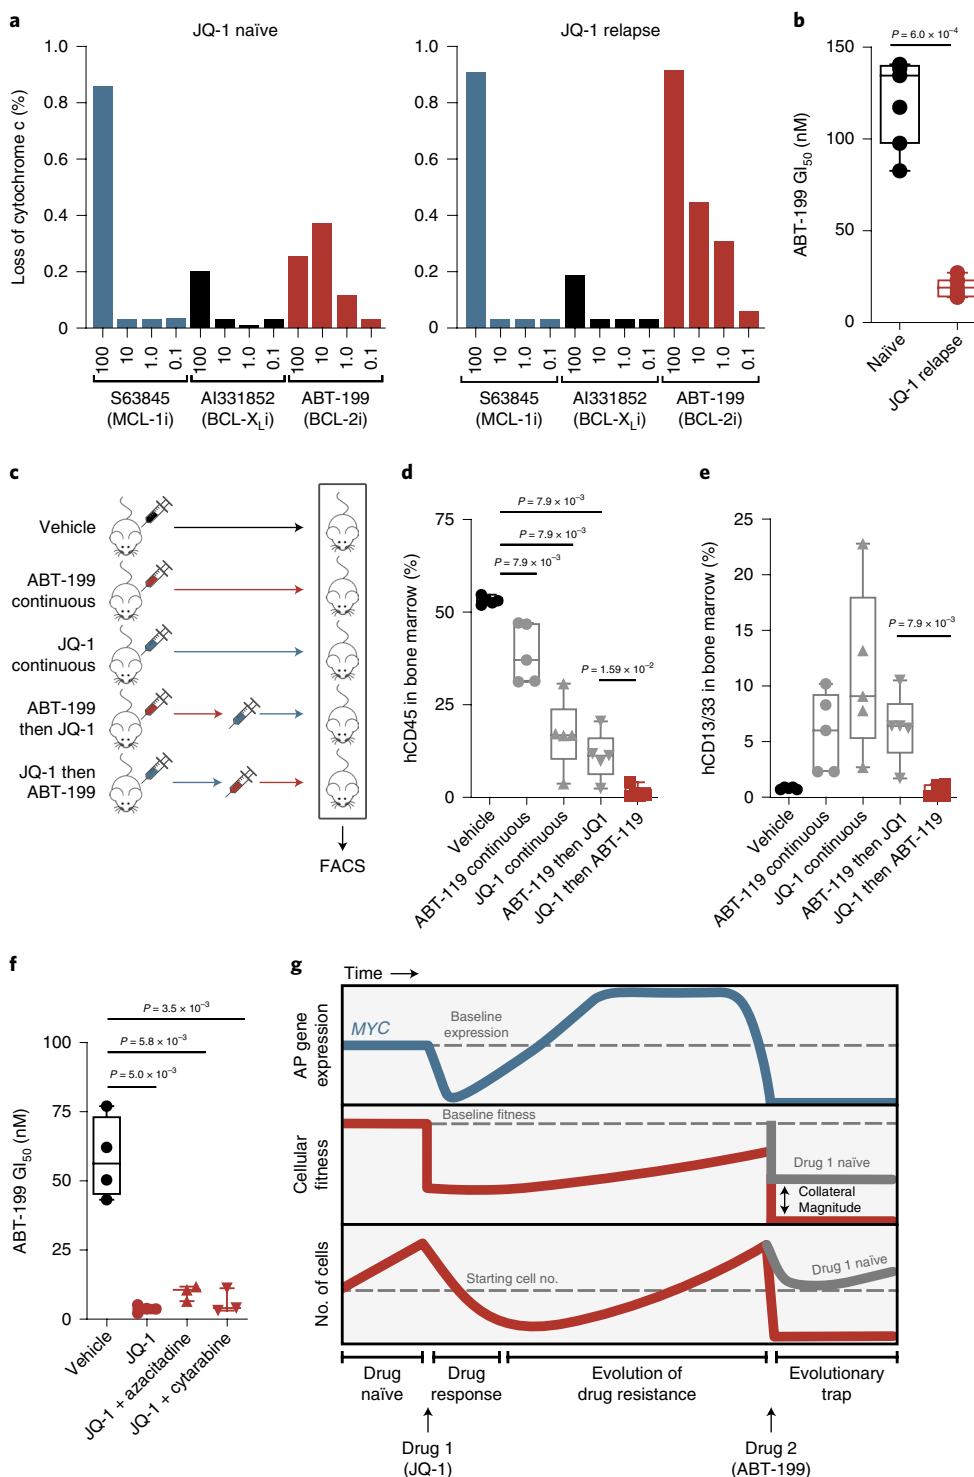 a
JQ-1 naïve
JQ-1 relapse
Loss of cytochrome c (%)
1.0
0.8
0.6
0.4
0.2
0
100
10
1.0
0.1
100
10
1.0
0.1
100
10
1.0
0.1
S63845
(MCL-1i)
AI331852
(BCL-XLi)
ABT-199
(BCL-2i)
1.0
0.8
0.6
0.4
0.2
0
100
10
1.0
0.1
100
10
1.0
0.1
100
10
1.0
0.1
S63845
(MCL-1i)
AI331852
(BCL-XLi)
ABT-199
(BCL-2i)
b
P = 6.0 × 10⁻⁴
ABT-199 GI₅₀ (nM)
150
100
50
0
Naïve
JQ-1 relapse
c
Vehicle
ABT-199
continuous
JQ-1
continuous
ABT-199
then JQ-1
JQ-1 then
ABT-199
FACS
d
P = 7.9 × 10⁻³
P = 7.9 × 10⁻³
P = 7.9 × 10⁻³
P = 1.59 × 10⁻²
hCD45 in bone marrow (%)
75
50
25
0
Vehicle
ABT-119 continuous
JQ-1 continuous
ABT-119 then JQ1
JQ-1 then ABT-119
e
P = 7.9 × 10⁻³
hCD13/33 in bone marrow (%)
25
20
15
10
5
0
Vehicle
ABT-119 continuous
JQ-1 continuous
ABT-119 then JQ1
JQ-1 then ABT-119
f
P = 3.5 × 10⁻³
P = 5.8 × 10⁻³
P = 5.0 × 10⁻³
ABT-199 GI₅₀ (nM)
100
75
50
25
0
Vehicle
JQ-1
JQ-1 + azacitadine
JQ-1 + cytarabine
g
Time
AP gene
expression
MYC
Baseline
expression
Cellular
fitness
Baseline fitness
Drug 1 naïve
Collateral
Magnitude
No. of cells
Starting cell no.
Drug 1 naïve
Drug
naïve
Drug
response
Evolution of
drug resistance
Evolutionary
trap
Drug 1
(JQ-1)
Drug 2
(ABT-199)